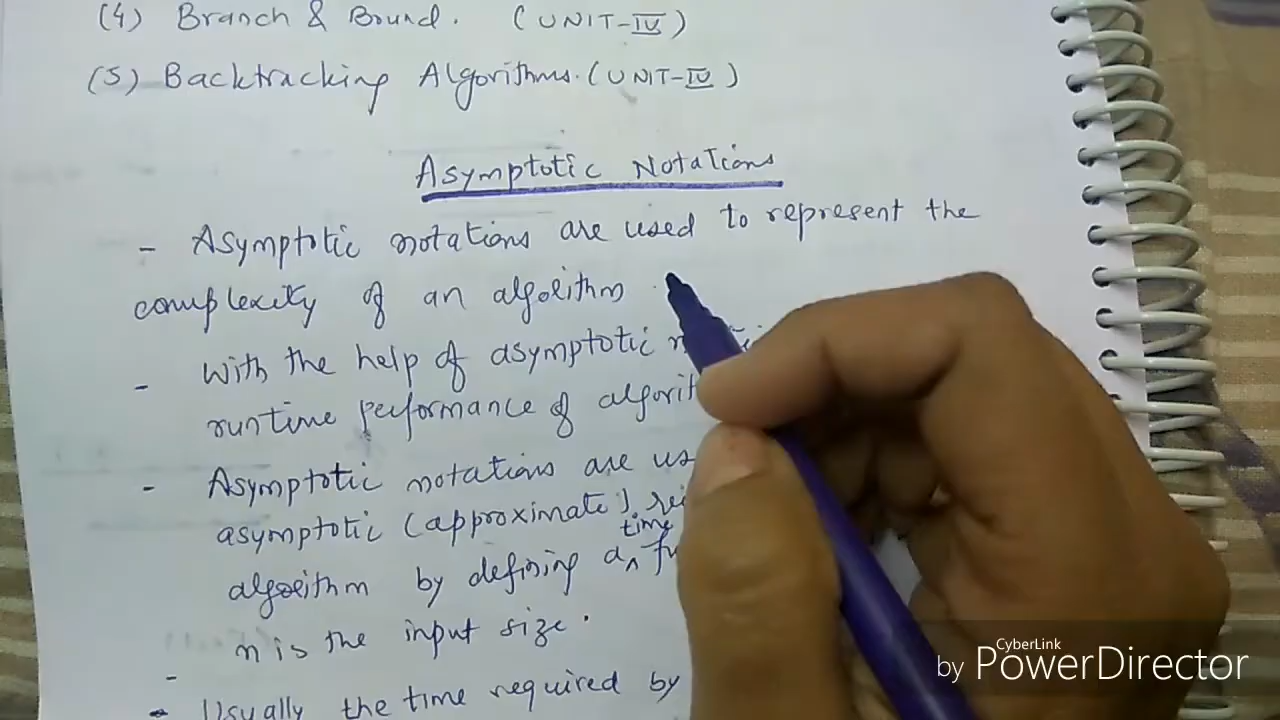 (4) Branch & Bound. (UNIT-IV)
(5) Backtracking Algorithms. (UNIT-IV)
Asymptotic Notations
- Asymptotic notations are used to represent the
complexity of an algorithm.
- With the help of asymptotic
runtime performance of
- Asymptotic notations are
asymptotic (approximate)
time
algorithm by defining a ^
n is the input size.
-
- Usually the time required by
CyberLink
by PowerDirector